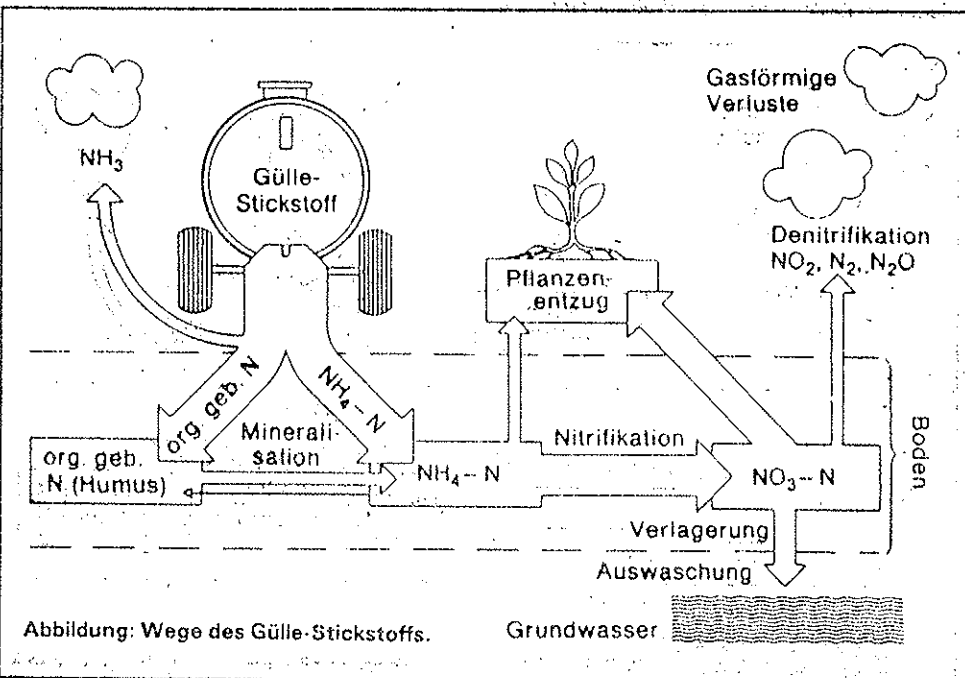 Gasförmige
Verluste
NH₃
Gülle-
Stickstoff
Denitrifikation
NO₂, N₂, N₂O
Pflanzen-
entzug
org. geb. N
NH₄–N
Minerali-
sation
org. geb.
N (Humus)
NH₄–N
Nitrifikation
NO₃–N
Boden
Verlagerung
Auswaschung
Grundwasser
Abbildung: Wege des Gülle-Stickstoffs.